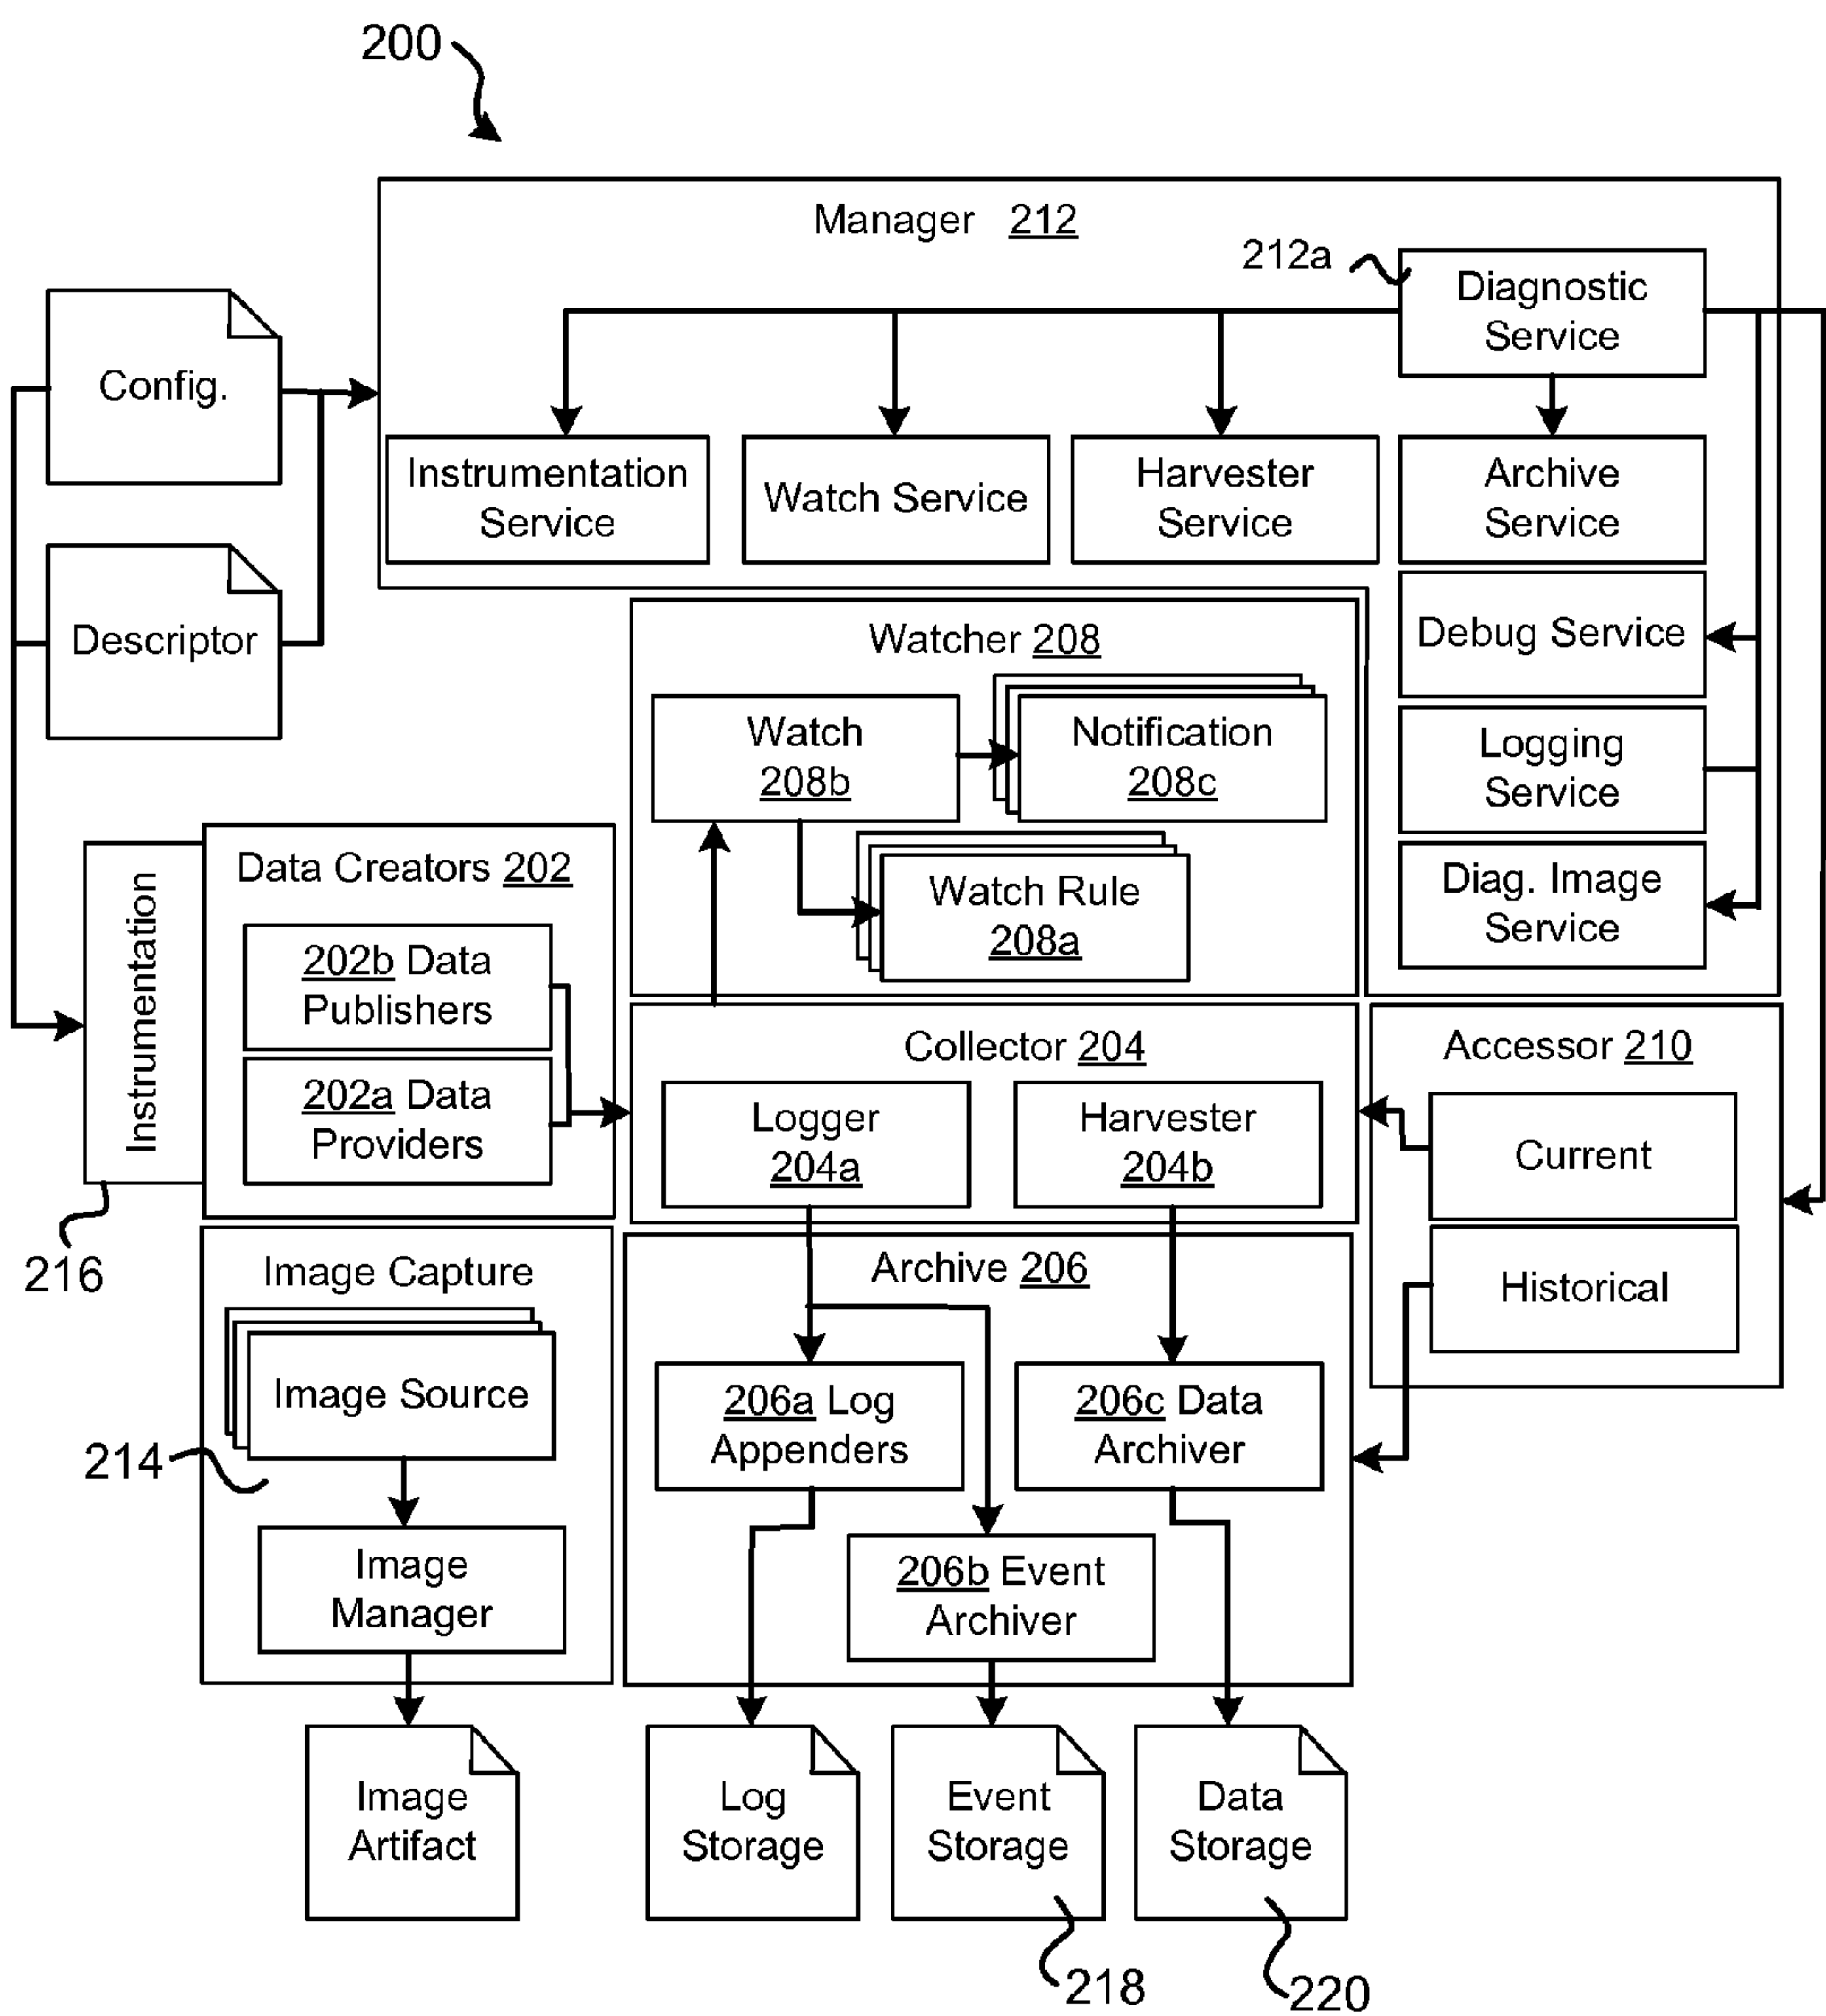 200
Manager 212
212a
Diagnostic
Service
Config.
Instrumentation
Service
Watch Service
Harvester
Service
Archive
Service
Descriptor
Watcher 208
Debug Service
Watch
208b
Notification
208c
Logging
Service
Data Creators 202
Watch Rule
208a
Diag. Image
Service
Instrumentation
202b Data
Publishers
202a Data
Providers
Collector 204
Logger
204a
Harvester
204b
Accessor 210
Current
Historical
216
Image Capture
Image Source
214
Image
Manager
Archive 206
206a Log
Appenders
206c Data
Archiver
206b Event
Archiver
Image
Artifact
Log
Storage
Event
Storage
Data
Storage
218
220